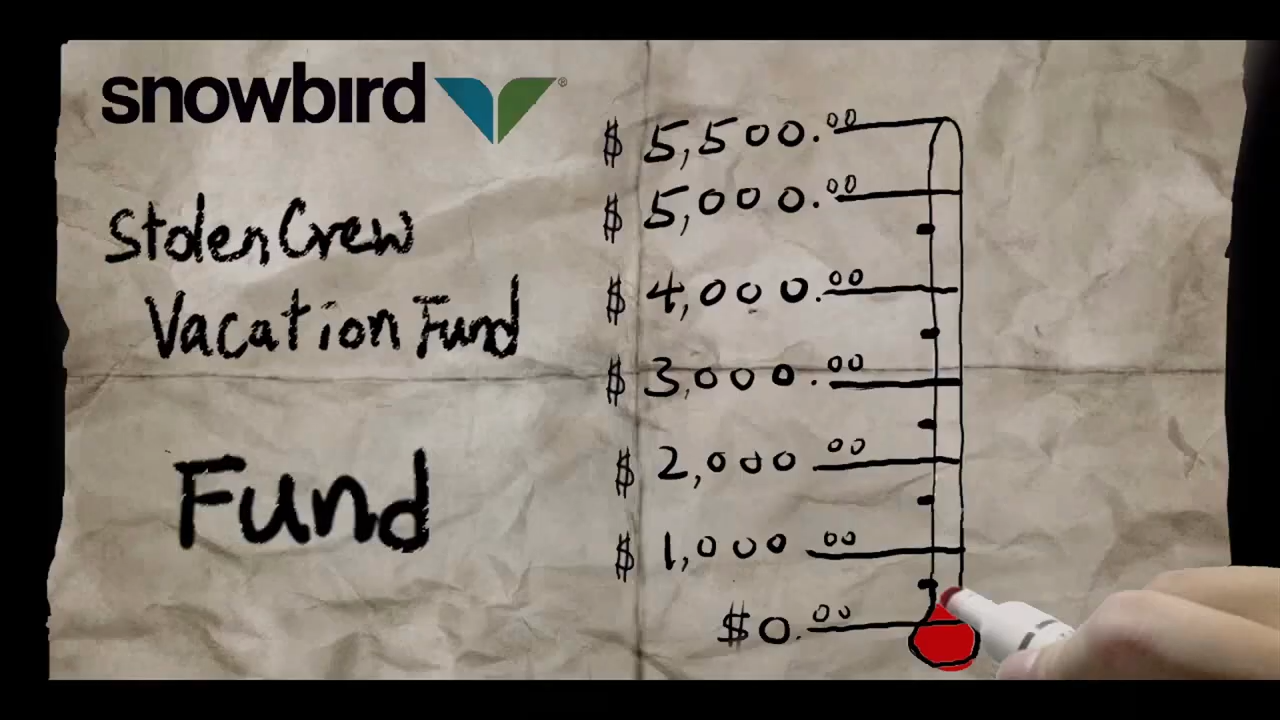 snowbird®
Stolen Crew
Vacation Fund
Fund
$ 5,500.00
$ 5,000.00
$ 4,000.00
$ 3,000.00
$ 2,000 00
$ 1,000 00
$0.00